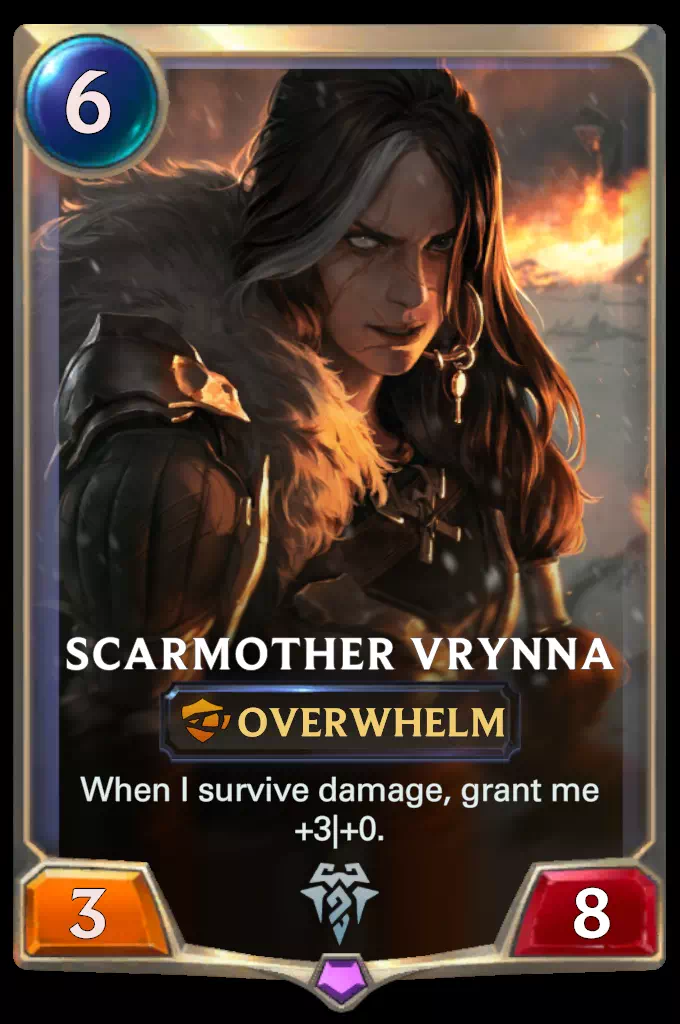 6
SCARMOTHER VRYNNA
OVERWHELM
When I survive damage, grant me
+3|+0.
3
8